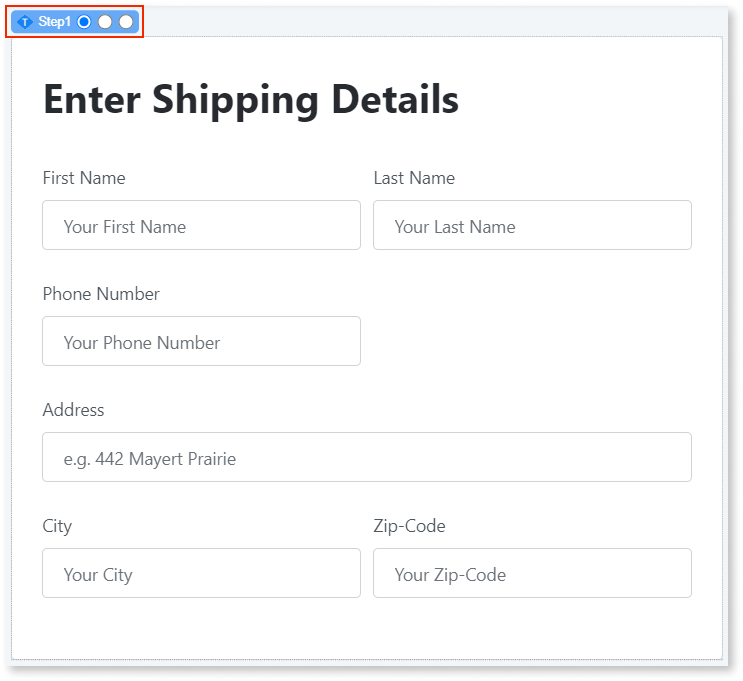 Step1
Enter Shipping Details
First Name Last Name
Your First Name Your Last Name
Phone Number
Your Phone Number
Address
e.g. 442 Mayert Prairie
City Zip-Code
Your City Your Zip-Code